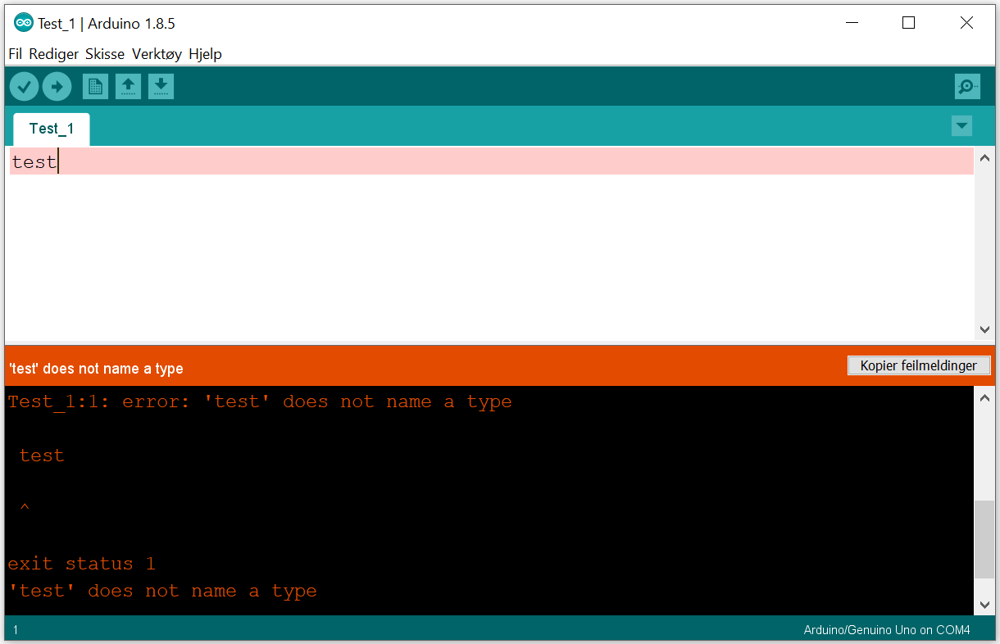 Test_1 | Arduino 1.8.5
Fil Rediger Skisse Verktøy Hjelp
Test_1
test
'test' does not name a type
Kopier feilmeldinger
Test_1:1: error: 'test' does not name a type
test
^
exit status 1
'test' does not name a type
1
Arduino/Genuino Uno on COM4